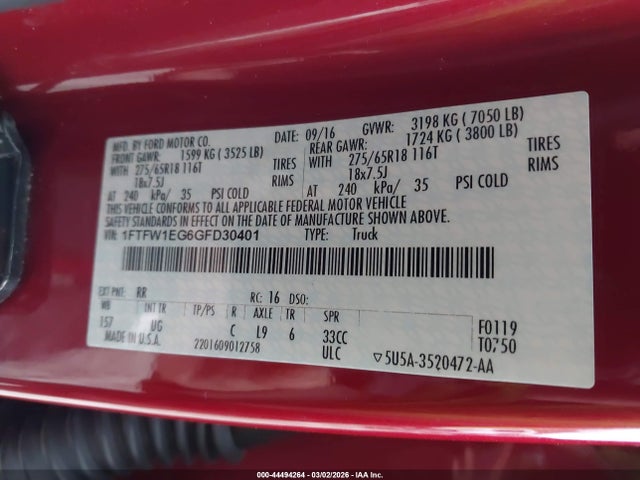 MFD. BY FORD MOTOR CO. DATE: 09/16 GVWR: 3198 KG ( 7050 LB)
FRONT GAWR: 1599 KG ( 3525 LB) REAR GAWR: 1724 KG ( 3800 LB)
WITH 275/65R18 116T TIRES WITH 275/65R18 116T TIRES
18x7.5J RIMS 18x7.5J RIMS
AT 240 kPa/ 35 PSI COLD AT 240 kPa/ 35 PSI COLD
THIS VEHICLE CONFORMS TO ALL APPLICABLE FEDERAL MOTOR VEHICLE
SAFETY STANDARDS IN EFFECT ON THE DATE OF MANUFACTURE SHOWN ABOVE.
1FTFW1EG6GFD30401 TYPE: Truck
EXT PNT: RR RC: 16 DSO:
WB INT TR TP/PS R AXLE TR SPR
157 UG C L9 6 33CC F0119
MADE IN U.S.A. 2201609012758 ULC T0750
▽5U5A-3520472-AA
000-44494264 - 03/02/2026 - IAA Inc.